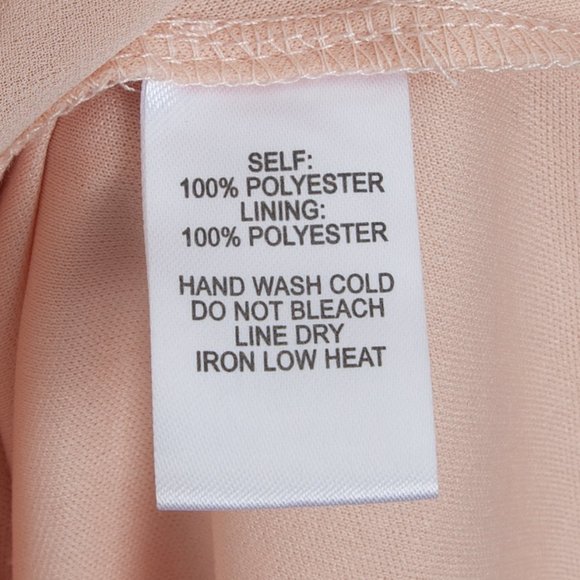 SELF:
100% POLYESTER
LINING:
100% POLYESTER
HAND WASH COLD
DO NOT BLEACH
LINE DRY
IRON LOW HEAT